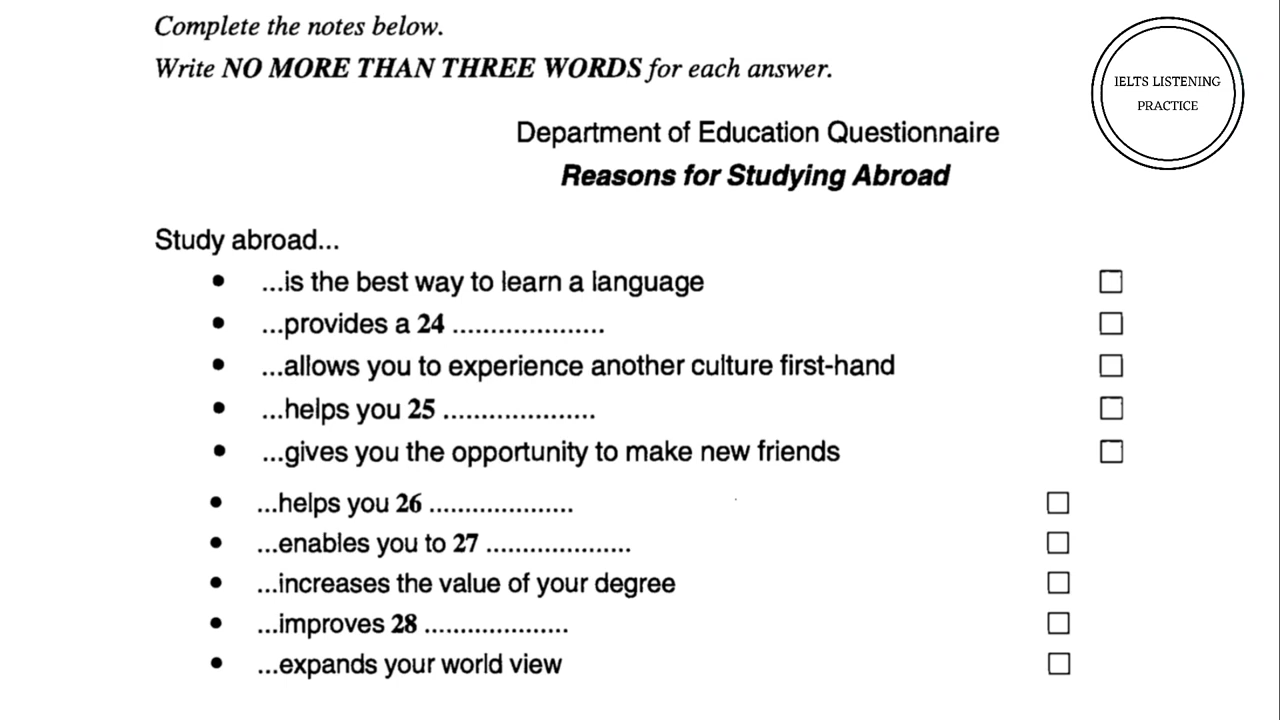 Complete the notes below.
Write NO MORE THAN THREE WORDS for each answer.
IELTS LISTENING
PRACTICE
Department of Education Questionnaire
Reasons for Studying Abroad
Study abroad...
• ...is the best way to learn a language
• ...provides a 24 ....................
• ...allows you to experience another culture first-hand
• ...helps you 25 ....................
• ...gives you the opportunity to make new friends
• ...helps you 26 ...................
• ...enables you to 27 ...................
• ...increases the value of your degree
• ...improves 28 ...................
• ...expands your world view